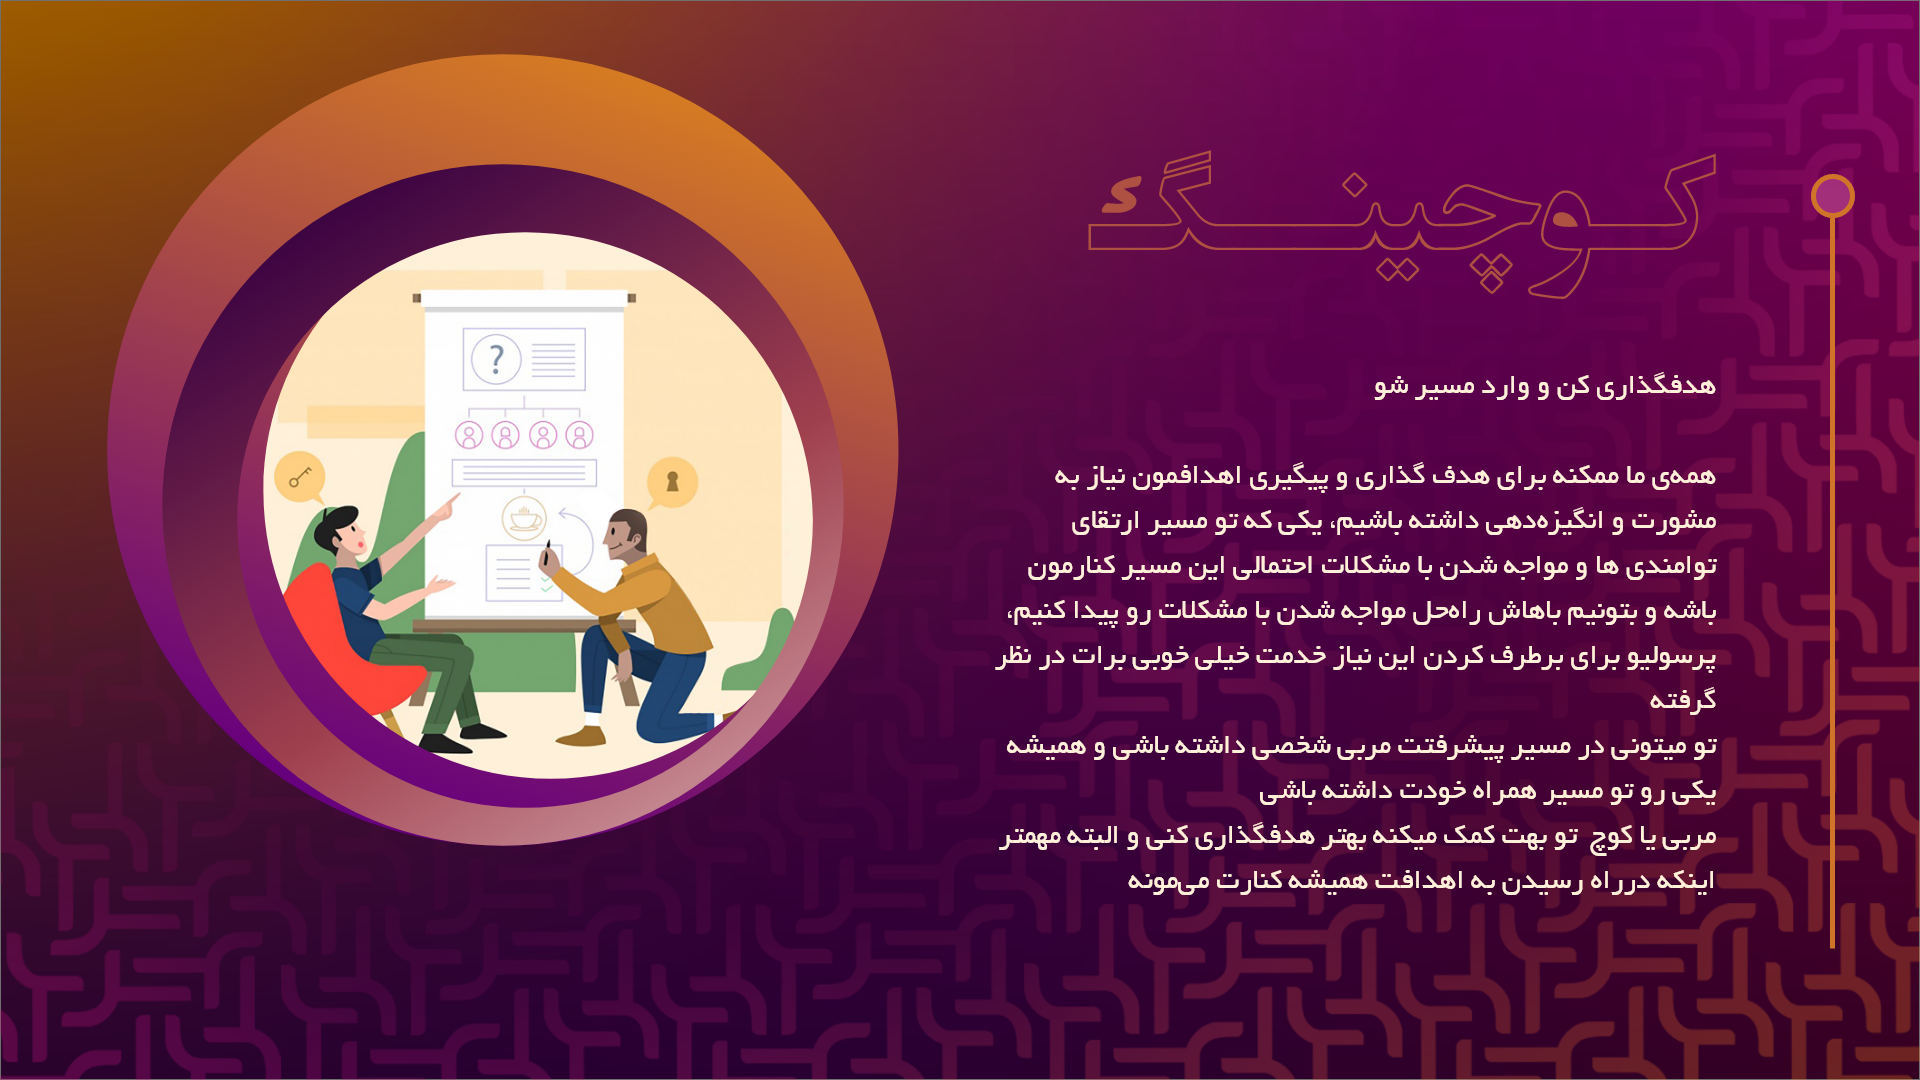 کوچینگ
هدفگذاری کن و وارد مسیر شو
همه‌ی ما ممکنه برای هدف گذاری و پیگیری اهدافمون نیاز به
مشورت و انگیزه‌دهی داشته باشیم، یکی که تو مسیر ارتقای
توامندی ها و مواجه شدن با مشکلات احتمالی این مسیر کنارمون
باشه و بتونیم باهاش راه‌حل مواجه شدن با مشکلات رو پیدا کنیم،
پرسولیو برای برطرف کردن این نیاز خدمت خیلی خوبی برات در نظر
گرفته
تو میتونی در مسیر پیشرفتت مربی شخصی داشته باشی و همیشه
یکی رو تو مسیر همراه خودت داشته باشی
مربی یا کوچ تو بهت کمک میکنه بهتر هدفگذاری کنی و البته مهمتر
اینکه درراه رسیدن به اهدافت همیشه کنارت می‌مونه
?